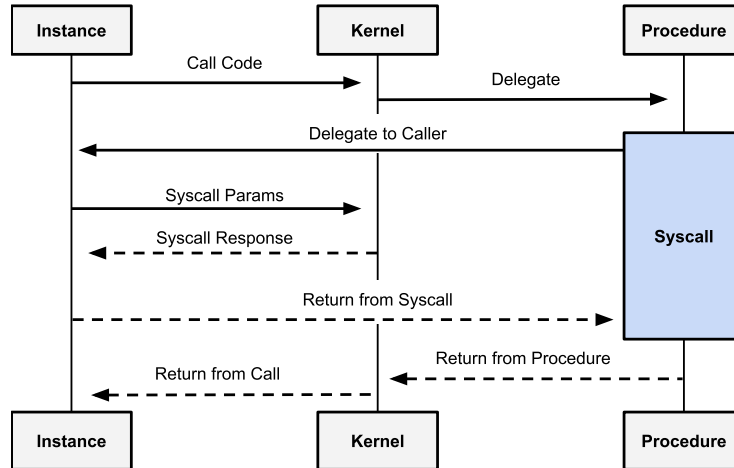 Instance
Kernel
Procedure
Call Code
Delegate
Delegate to Caller
Syscall Params
Syscall
Syscall Response
Return from Syscall
Return from Procedure
Return from Call
Instance
Kernel
Procedure